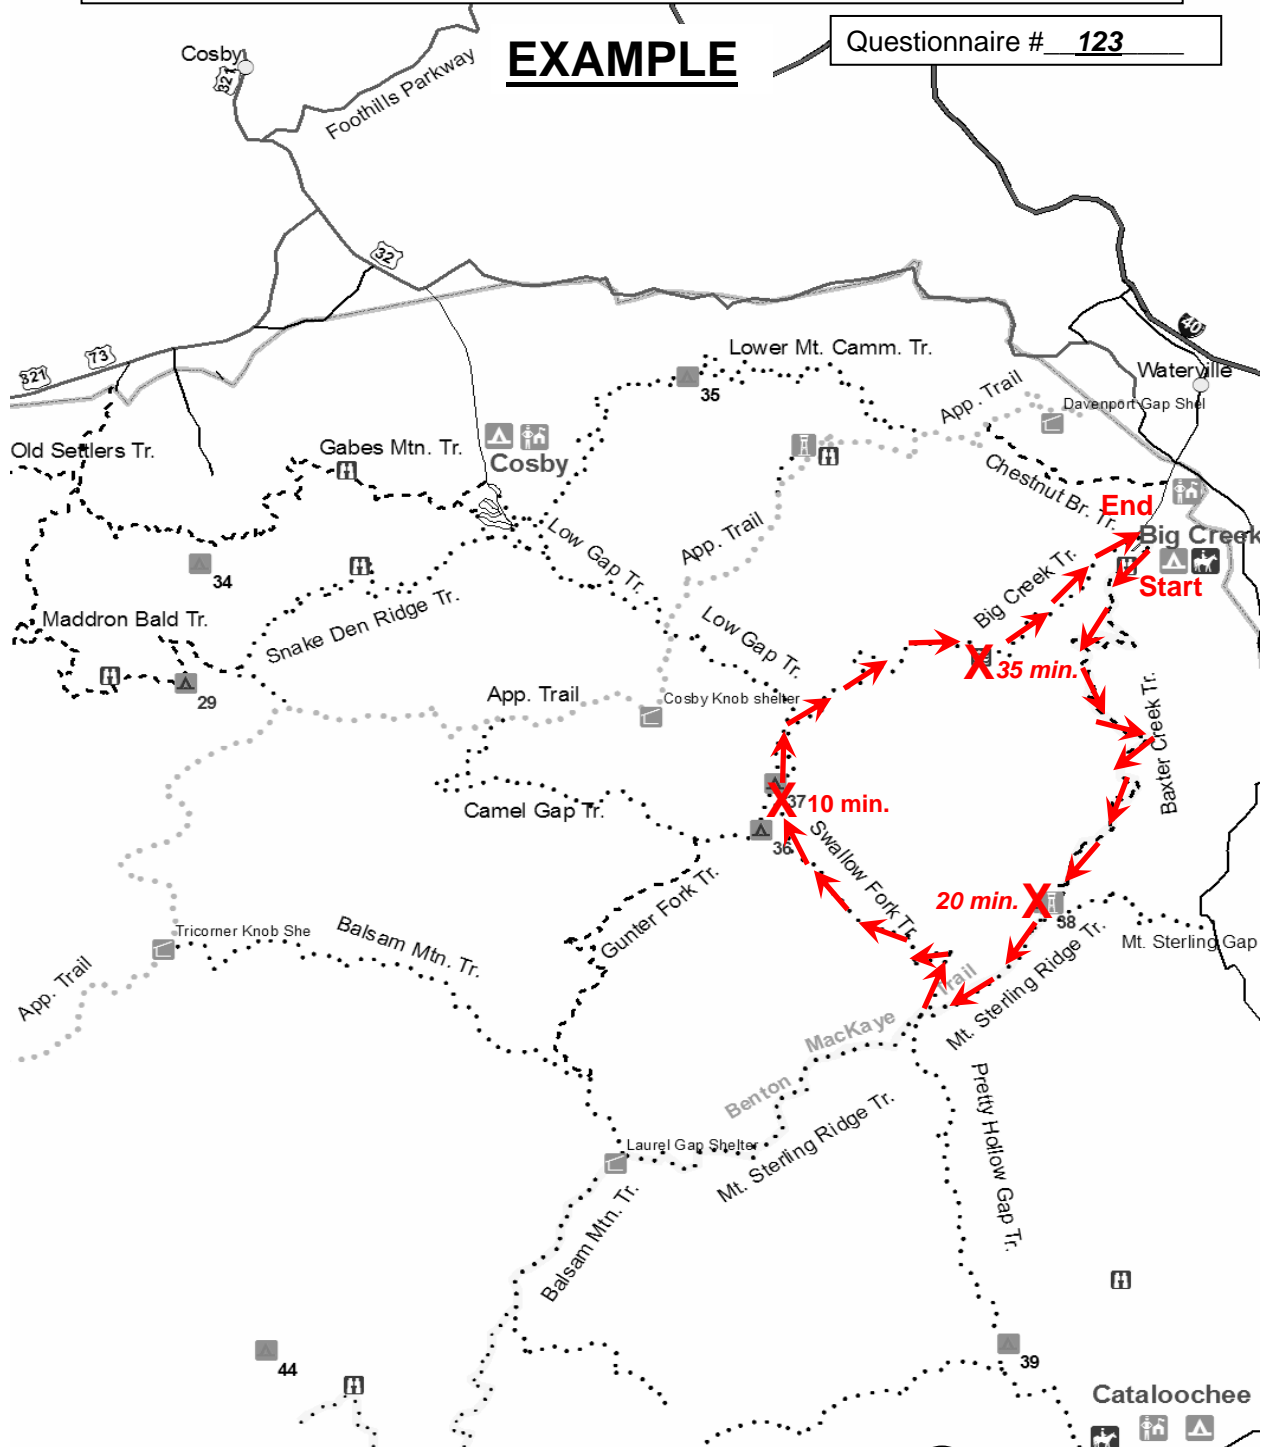 EXAMPLE
Questionnaire #__123____
Cosby
321
Foothills Parkway
32
40
321
73
Lower Mt. Camm. Tr.
35
Waterville
App. Trail
Davenport Gap Shel
Old Settlers Tr.
Gabes Mtn. Tr.
Cosby
Chestnut Br. Tr.
End
Big Creek
Low Gap Tr.
App. Trail
34
Start
Big Creek Tr.
Maddron Bald Tr.
Snake Den Ridge Tr.
Low Gap Tr.
35 min.
29
App. Trail
Cosby Knob shelter
Baxter Creek Tr.
X
X
37
10 min.
Camel Gap Tr.
36
Swallow Fork Tr.
Gunter Fork Tr.
20 min.
X
38
Tricorner Knob She
Balsam Mtn. Tr.
Mt. Sterling Gap
App. Trail
Trail
Mt. Sterling Ridge Tr.
MacKaye
Benton
Pretty Hollow Gap Tr.
Laurel Gap Shelter
Mt. Sterling Ridge Tr.
Balsam Mtn. Tr.
44
39
Cataloochee